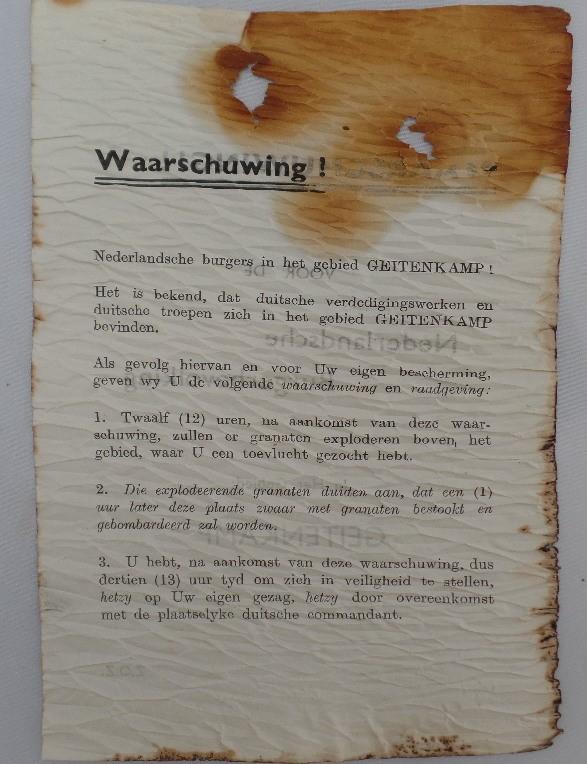 Waarschuwing !
Nederlandsche burgers in het gebied GEITENKAMP !
Het is bekend, dat duitsche verdedigingswerken en
duitsche troepen zich in het gebied GEITENKAMP
bevinden.
Als gevolg hiervan en voor Uw eigen bescherming,
geven wy U de volgende waarschuwing en raadgeving:
1. Twaalf (12) uren, na aankomst van deze waar-
schuwing, zullen er granaten exploderen boven, het
gebied, waar U een toevlucht gezocht hebt.
2. Die explodeerende granaten duiden aan, dat een (1)
uur later deze plaats zwaar met granaten bestookt en
gebombardeerd zal worden.
3. U hebt, na aankomst van deze waarschuwing, dus
dertien (13) uur tyd om zich in veiligheid te stellen,
hetzy op Uw eigen gezag, hetzy door overeenkomst
met de plaatselyke duitsche commandant.